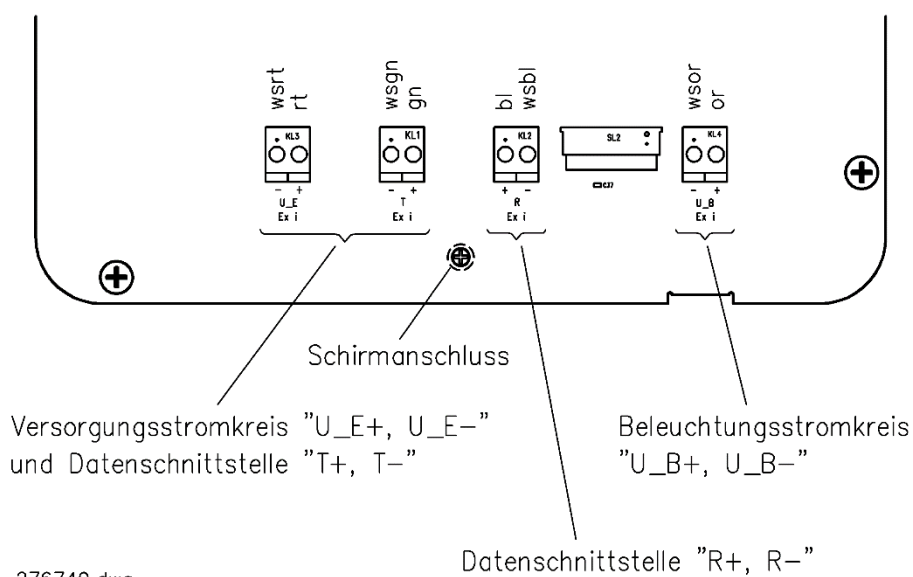 wsrt
rt
wsgn
gn
bl
wsbl
wsor
or
KL3
KL1
KL2
SL2
KL4
- +
U_E
Ex i
- +
T
Ex i
+ -
R
Ex i
- +
U_B
Ex i
Schirmanschluss
Versorgungsstromkreis "U_E+, U_E-"
und Datenschnittstelle "T+, T-"
Beleuchtungsstromkreis
"U_B+, U_B-"
Datenschnittstelle "R+, R-"